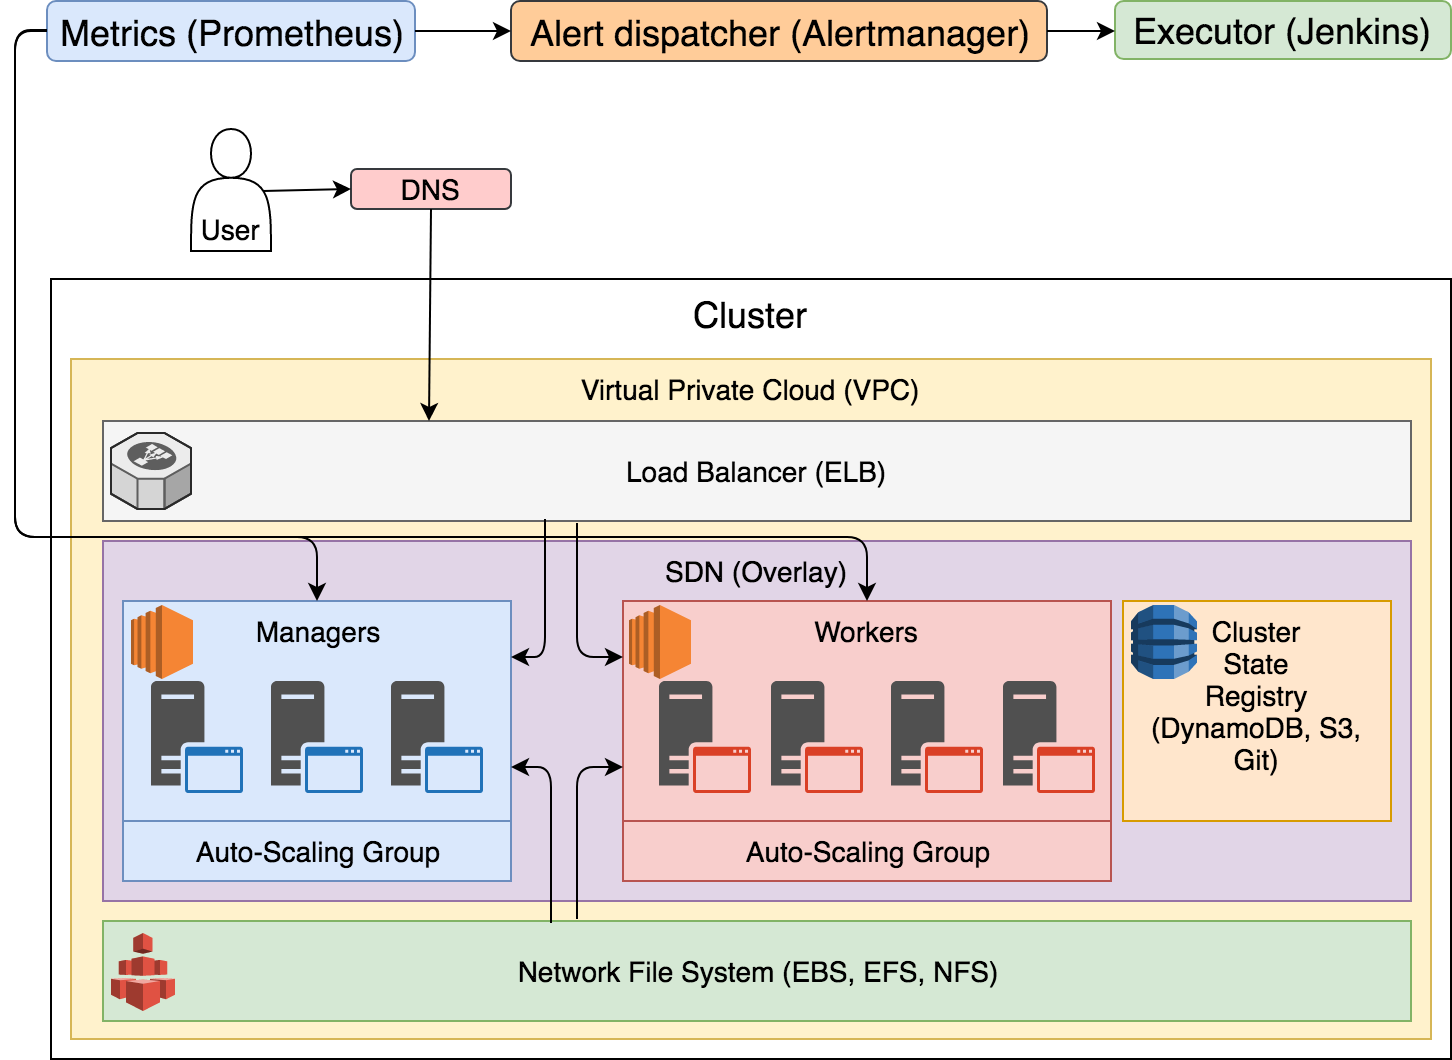 Metrics (Prometheus)
Alert dispatcher (Alertmanager)
Executor (Jenkins)
User
DNS
Cluster
Virtual Private Cloud (VPC)
Load Balancer (ELB)
SDN (Overlay)
Managers
Workers
Cluster
State
Registry
(DynamoDB, S3,
Git)
Auto-Scaling Group
Auto-Scaling Group
Network File System (EBS, EFS, NFS)